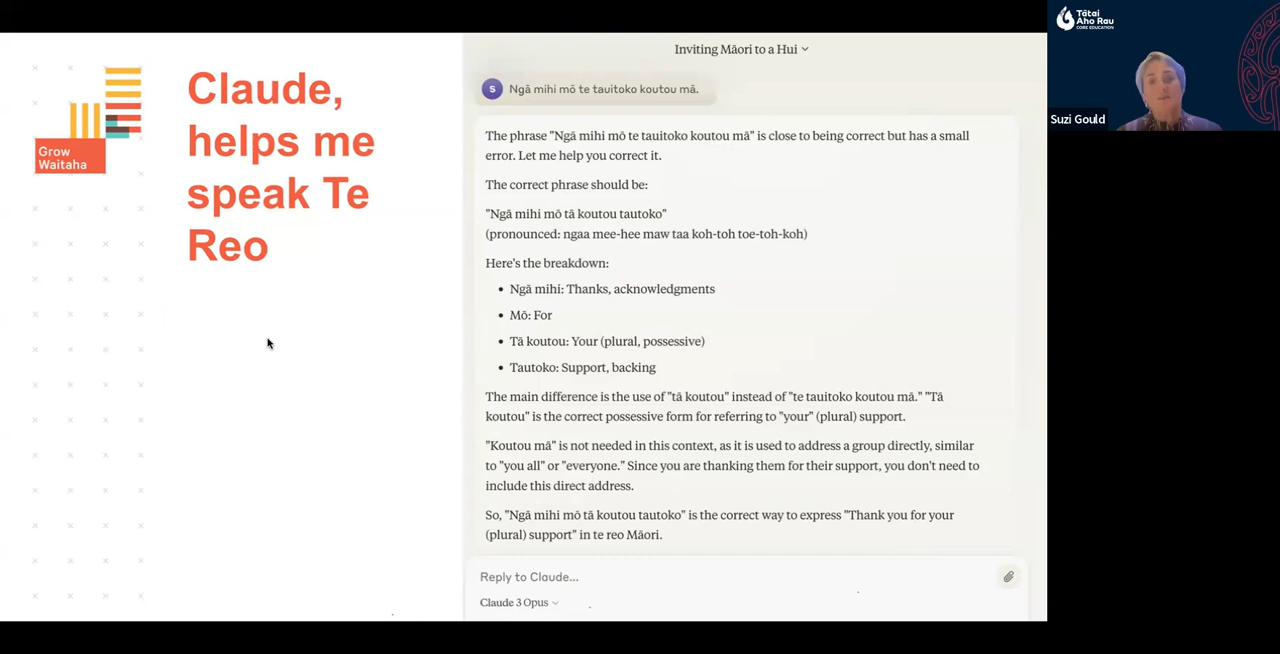 Claude,
helps me
speak Te
Reo
Grow
Waitaha
Inviting Māori to a Hui
S
Ngā mihi mō te tauitoko koutou mā.
The phrase "Ngā mihi mō te tauitoko koutou mā" is close to being correct but has a small
error. Let me help you correct it.
The correct phrase should be:
"Ngā mihi mō tā koutou tautoko"
(pronounced: ngaa mee-hee maw taa koh-toh toe-toh-koh)
Here's the breakdown:
• Ngā mihi: Thanks, acknowledgments
• Mō: For
• Tā koutou: Your (plural, possessive)
• Tautoko: Support, backing
The main difference is the use of "tā koutou" instead of "te tauitoko koutou mā." "Tā
koutou" is the correct possessive form for referring to "your" (plural) support.
"Koutou mā" is not needed in this context, as it is used to address a group directly, similar
to "you all" or "everyone." Since you are thanking them for their support, you don't need to
include this direct address.
So, "Ngā mihi mō tā koutou tautoko" is the correct way to express "Thank you for your
(plural) support" in te reo Māori.
Reply to Claude...
Claude 3 Opus
Tātai
Aho Rau
CORE EDUCATION
Suzi Gould